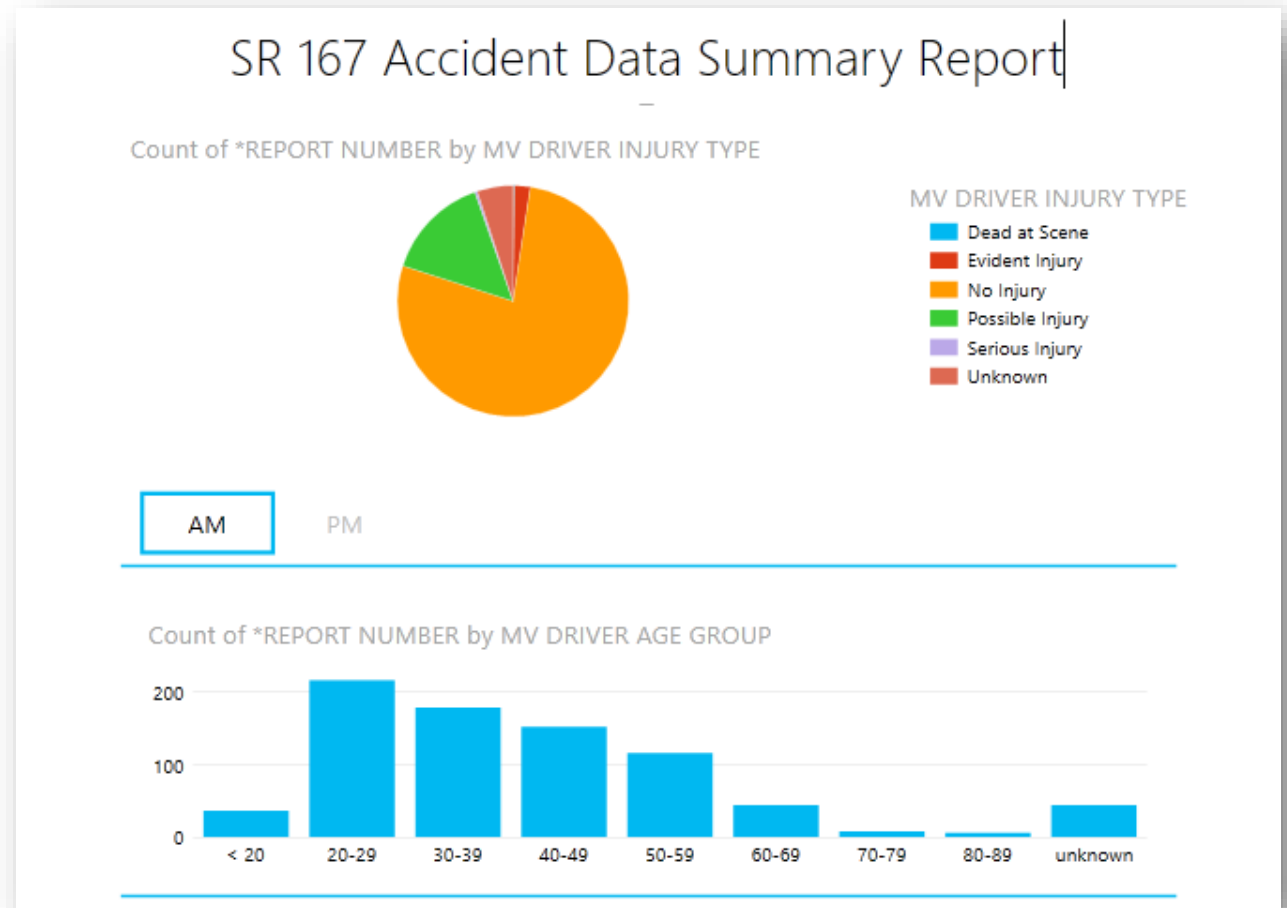 SR 167 Accident Data Summary Report
Count of *REPORT NUMBER by MV DRIVER INJURY TYPE
MV DRIVER INJURY TYPE
Dead at Scene
Evident Injury
No Injury
Possible Injury
Serious Injury
Unknown
AM PM
Count of *REPORT NUMBER by MV DRIVER AGE GROUP
200
100
0
< 20 20-29 30-39 40-49 50-59 60-69 70-79 80-89 unknown